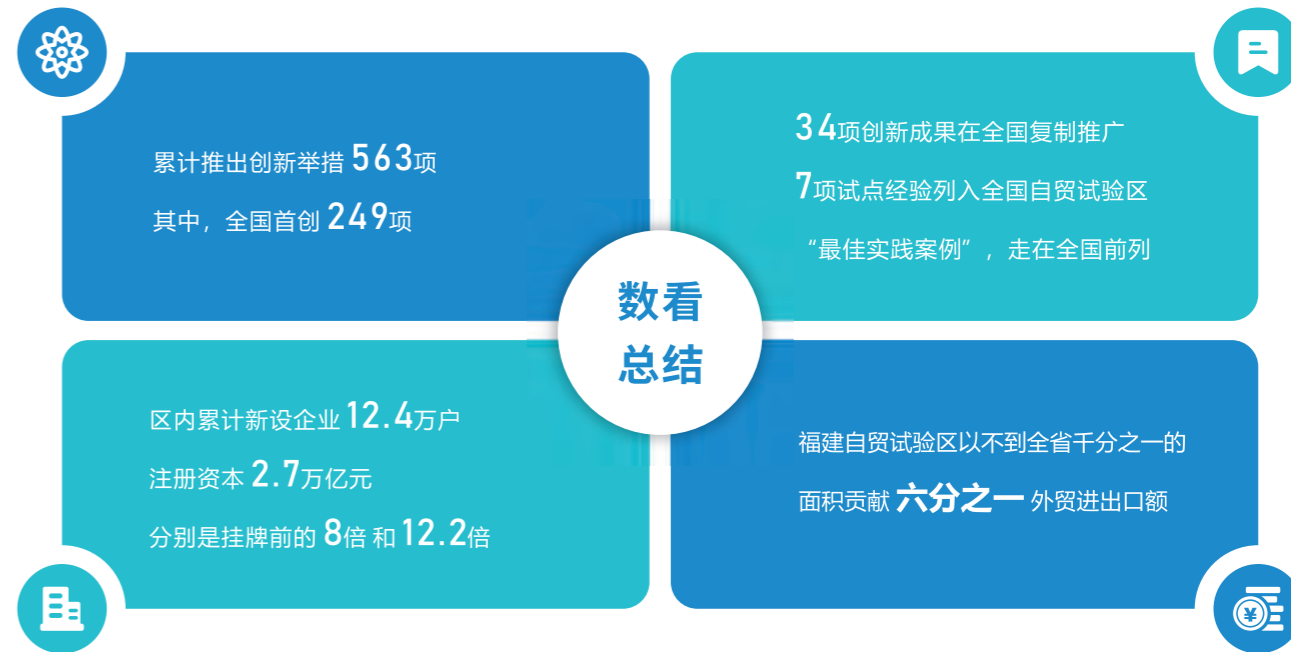 累计推出创新举措 563项
其中，全国首创 249项
34项创新成果在全国复制推广
7项试点经验列入全国自贸试验区
“最佳实践案例”，走在全国前列
数看
总结
区内累计新设企业 12.4万户
注册资本 2.7万亿元
分别是挂牌前的 8倍 和 12.2倍
福建自贸试验区以不到全省千分之一的
面积贡献 六分之一 外贸进出口额
¥